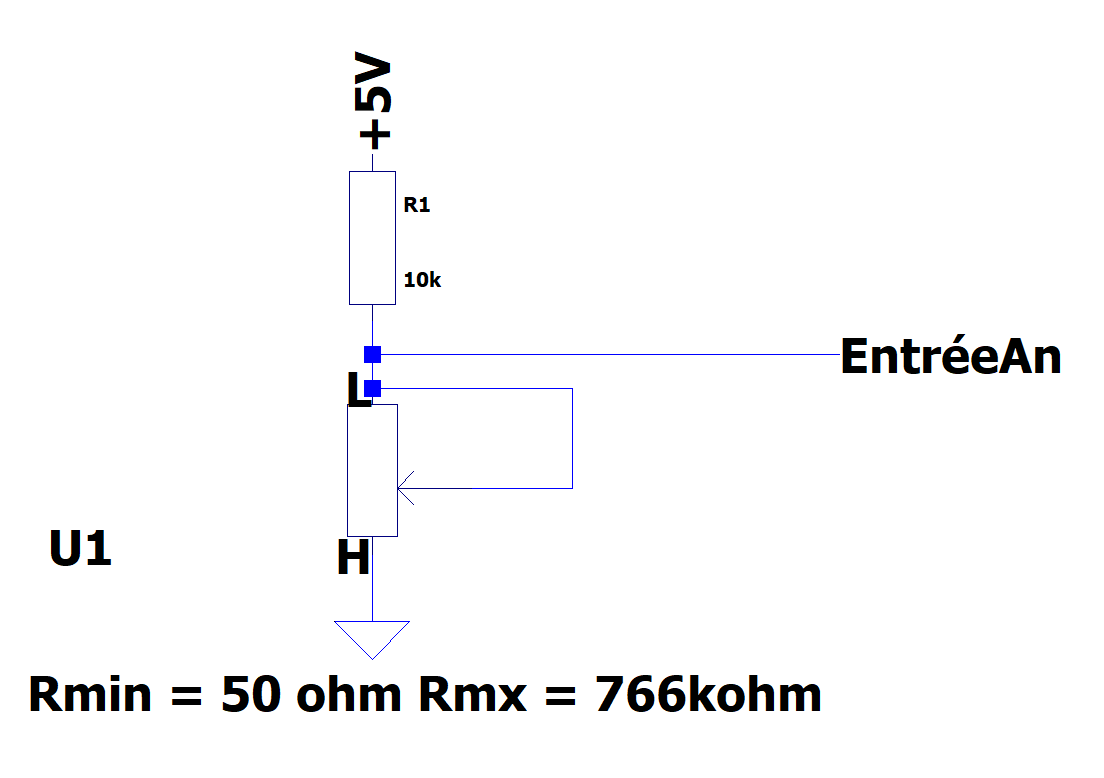 +5V
R1
10k
EntréeAn
L
U1
H
Rmin = 50 ohm Rmx = 766kohm